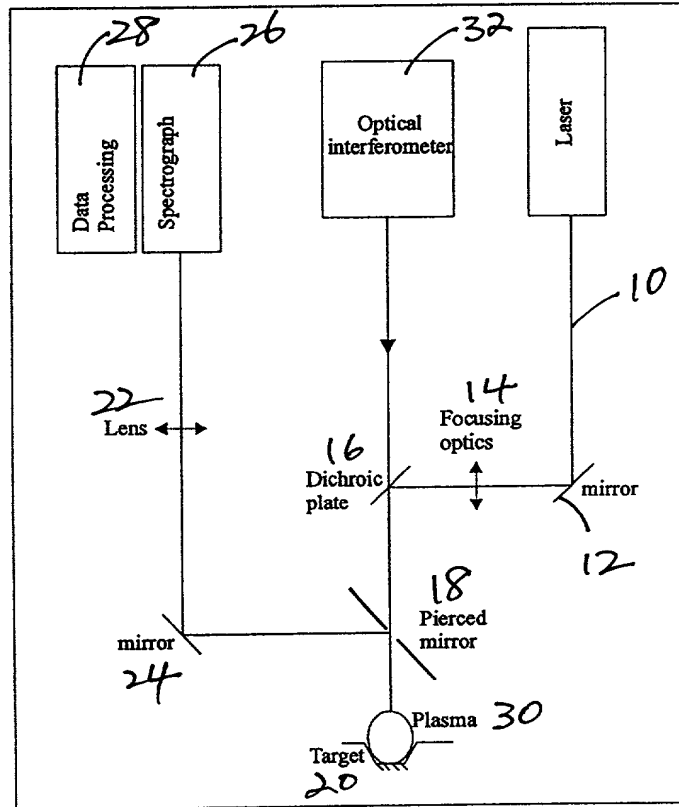 28
26
32
Data
Processing
Spectrograph
Optical
interferometer
Laser
10
22
Lens
14
Focusing
optics
16
Dichroic
plate
mirror
12
18
Pierced
mirror
mirror
24
Plasma
30
Target
20